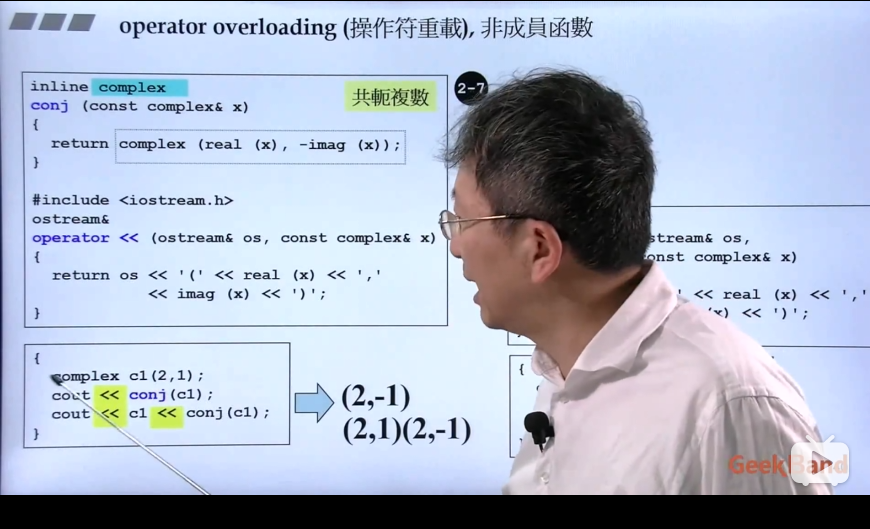 operator overloading (操作符重載), 非成員函數
inline complex
conj (const complex& x)
{
return complex (real (x), -imag (x));
}
共軛複數
2-7
#include <iostream.h>
ostream&
operator << (ostream& os, const complex& x)
{
return os << '(' << real (x) << ','
<< imag (x) << ')';
}
{
complex c1(2,1);
cout << conj(c1);
cout << c1 << conj(c1);
}
(2,-1)
(2,1)(2,-1)
stream& os,
onst complex& x)
' << real (x) << ','
(x) << ')';
{
GeekBand